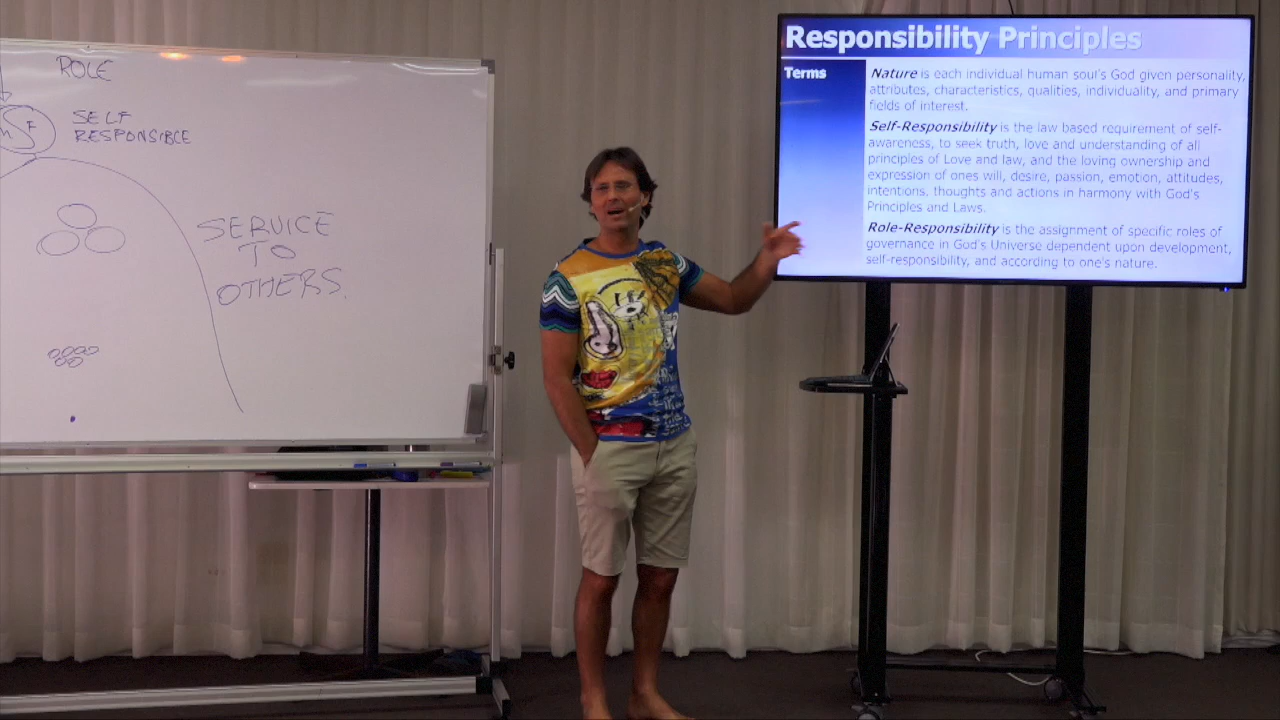 ROLE
SELF
RESPONSIBLE
SERVICE
TO
OTHERS.
Responsibility Principles
Terms
Nature is each individual human soul's God given personality,
attributes, characteristics, qualities, individuality, and primary
fields of interest.
Self-Responsibility is the law based requirement of self-
awareness, to seek truth, love and understanding of all
principles of Love and law, and the loving ownership and
expression of ones will, desire, passion, emotion, attitudes,
intentions, thoughts and actions in harmony with God's
Principles and Laws.
Role-Responsibility is the assignment of specific roles of
governance in God's Universe dependent upon development,
self-responsibility, and according to one's nature.